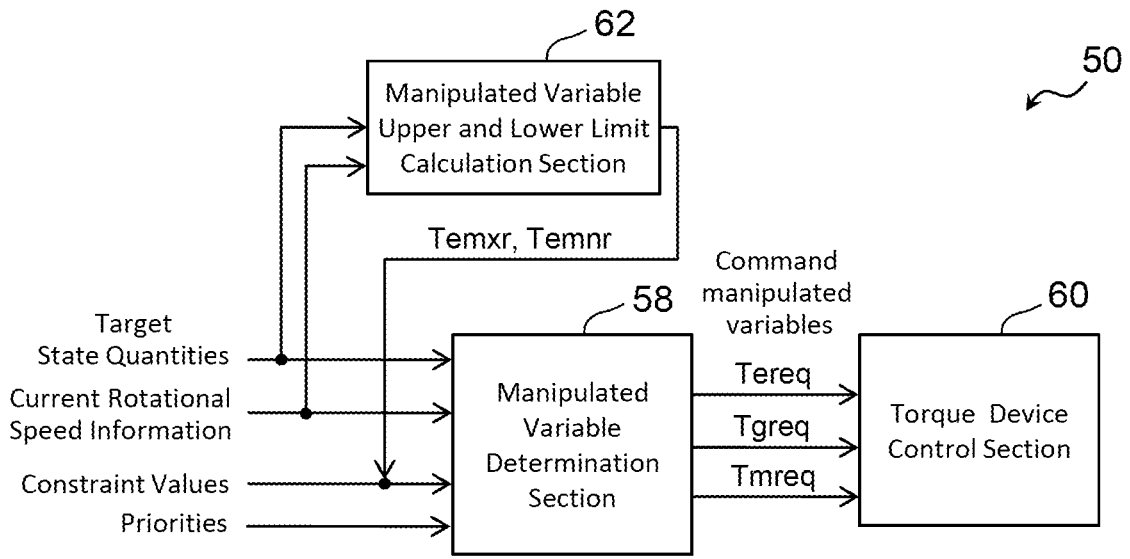 62
50
Manipulated Variable
Upper and Lower Limit
Calculation Section
Temxr, Temnr
Command
manipulated
variables
58
60
Target
State Quantities
Current Rotational
Speed Information
Constraint Values
Priorities
Manipulated
Variable
Determination
Section
Tereq
Tgreq
Tmreq
Torque Device
Control Section